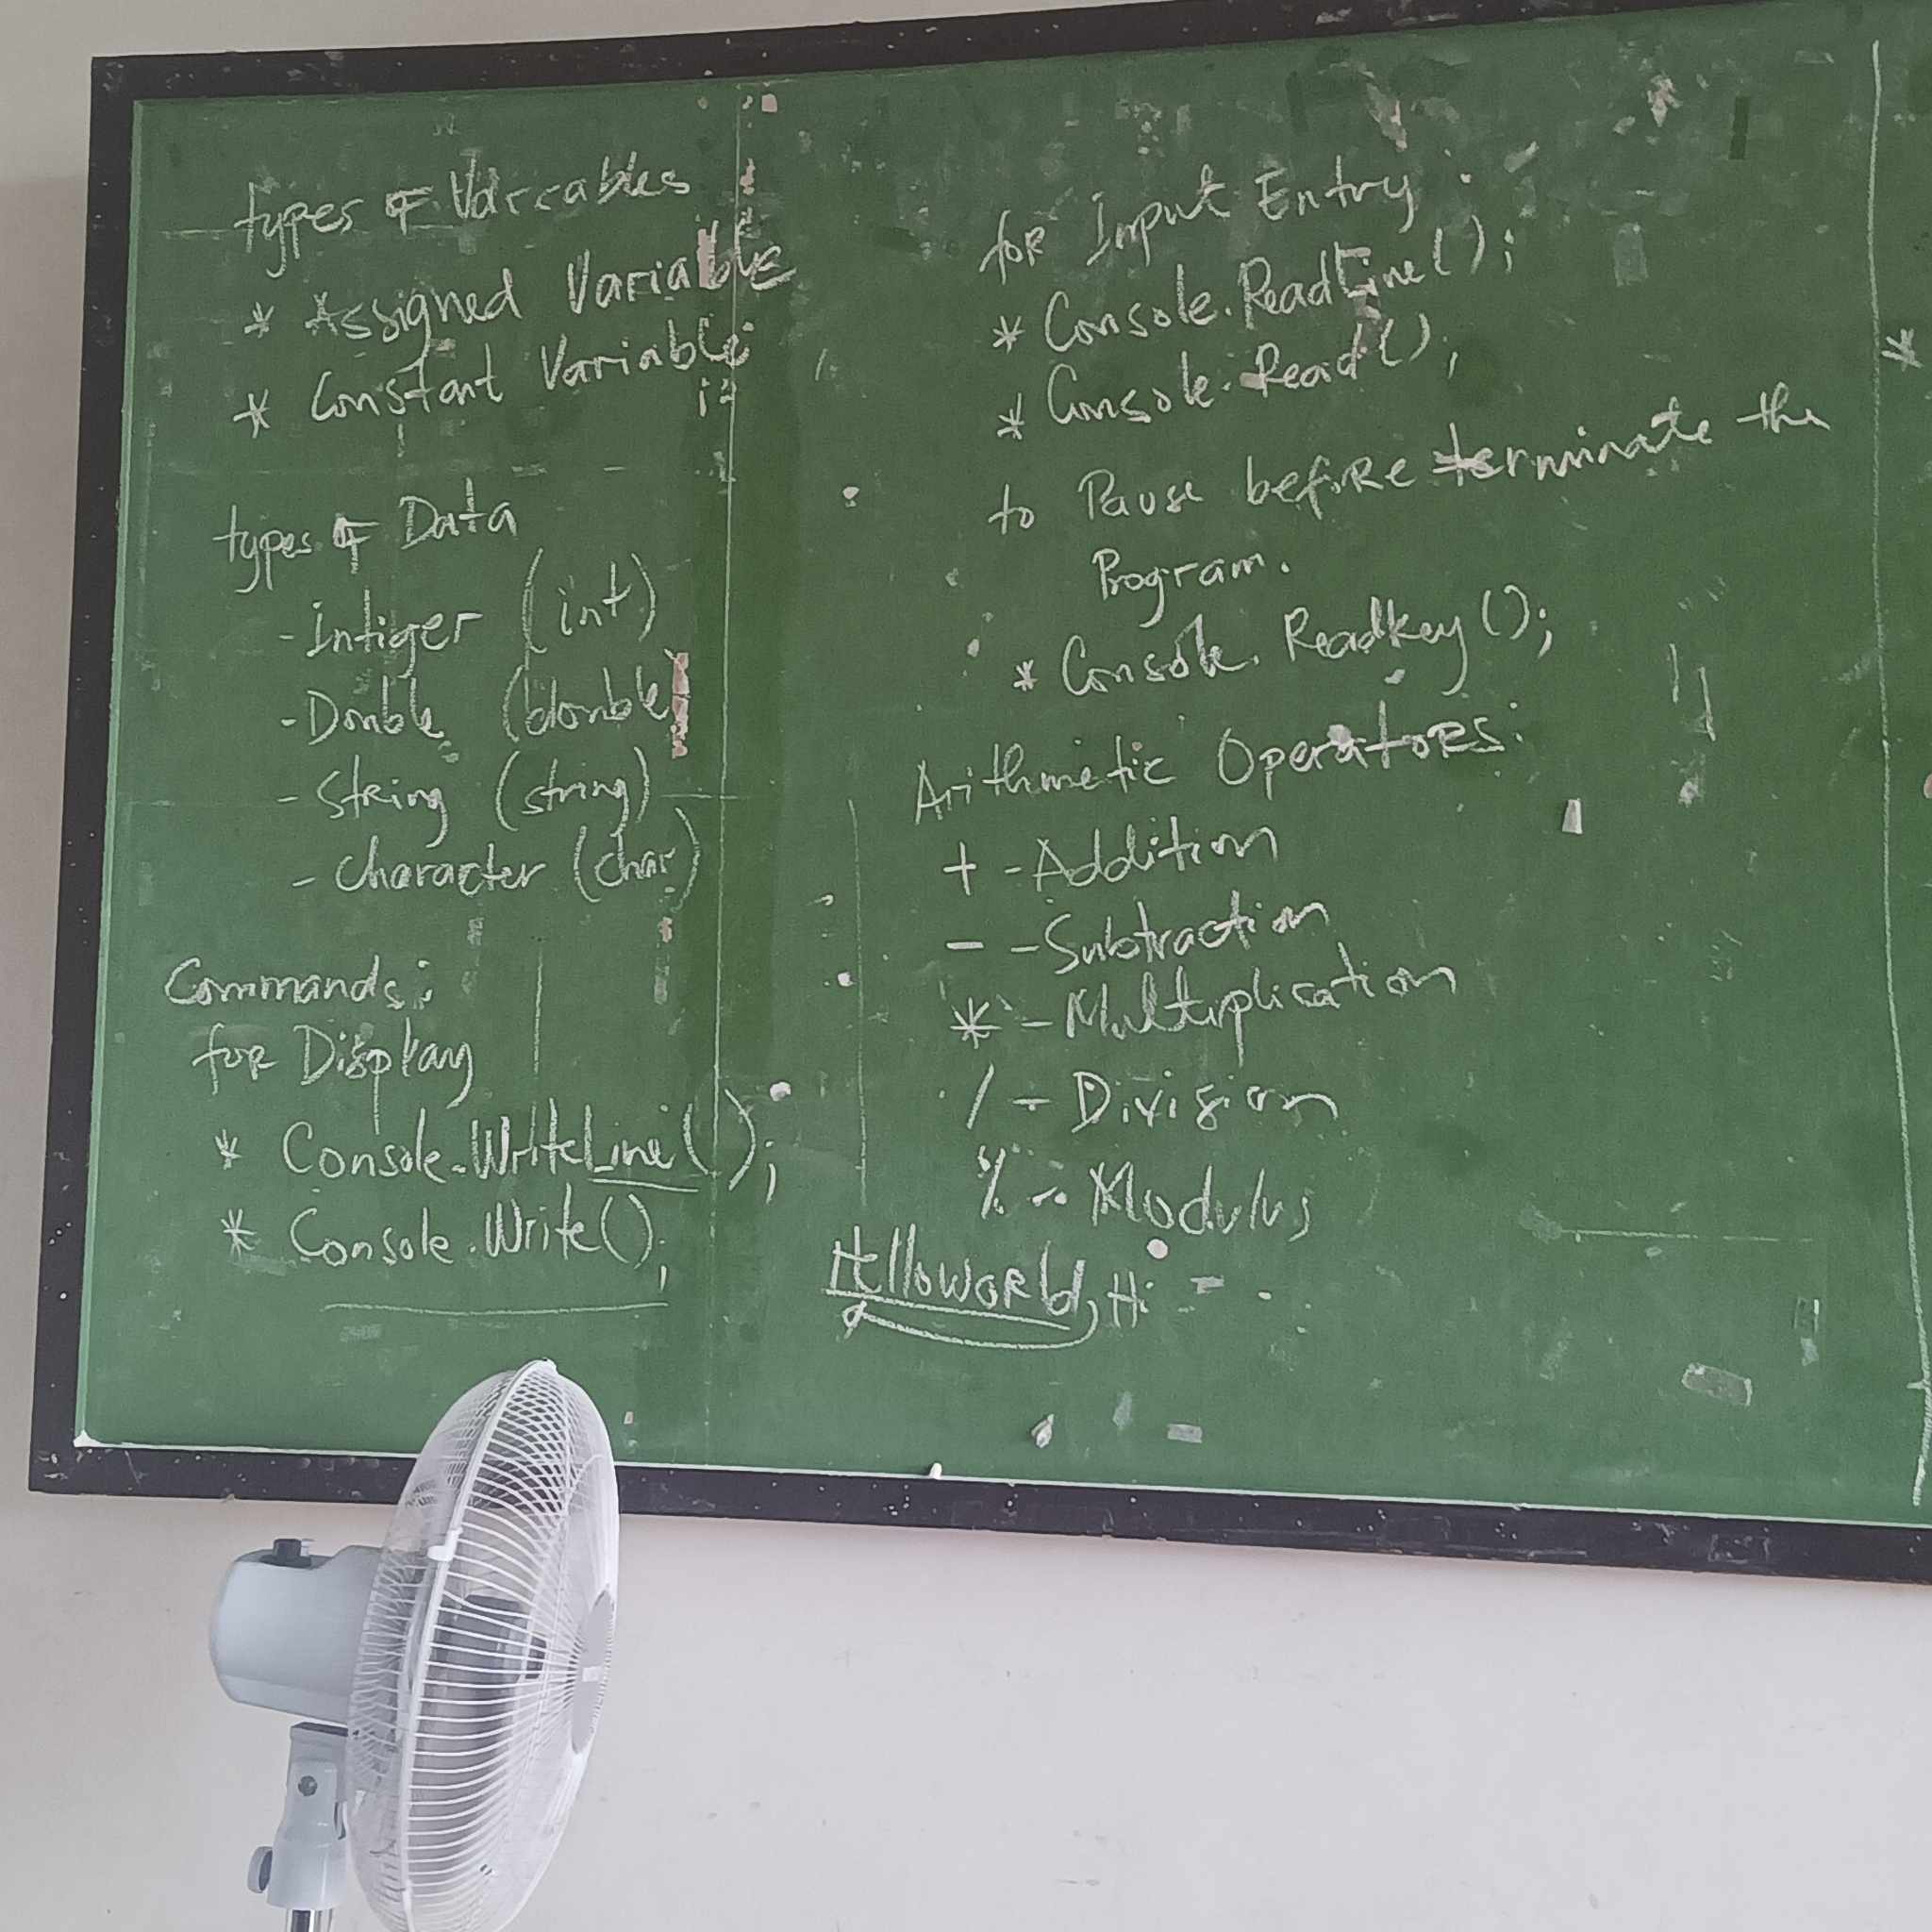 types of Variables
* Assigned Variable
* Constant Variable
types of Data
- Intiger (int)
- Double (double)
- String (string)
- Character (char)
Commands:
for Display
* Console.WriteLine();
* Console.Write();
for Input Entry:
* Console.ReadLine();
* Console.Read();
to Pause before terminate the
Program.
* Console.Readkey();
Arithmetic Operators:
+ - Addition
- - Subtraction
* - Multiplication
/ - Division
% - Modulus
Helloworld, Hi
*